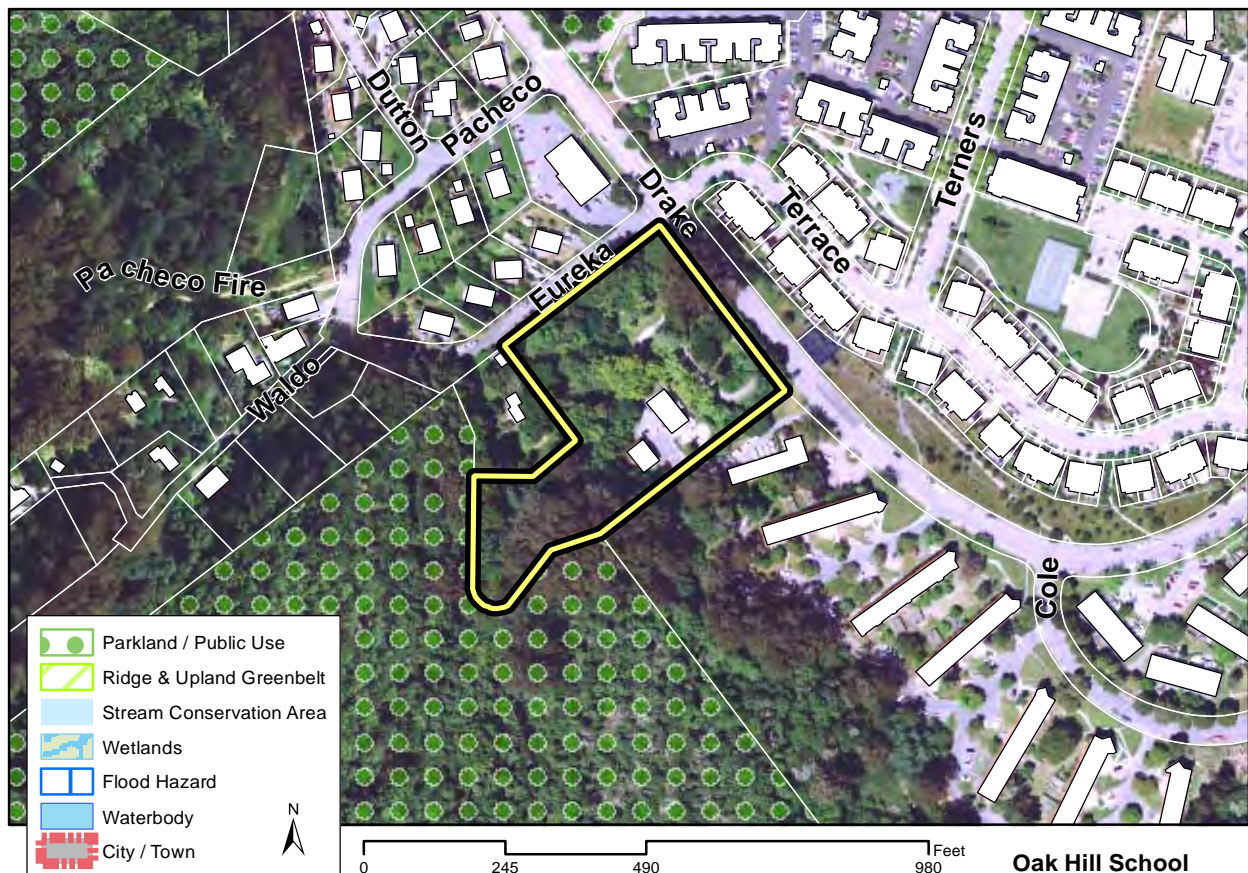 Dutton
Pacheco
Drake
Terrace
Terners
Eureka
Pa checo Fire
Waldo
Cole
Parkland / Public Use
Ridge & Upland Greenbelt
Stream Conservation Area
Wetlands
Flood Hazard
Waterbody
City / Town
N
Feet
0 245 490 980
Oak Hill School